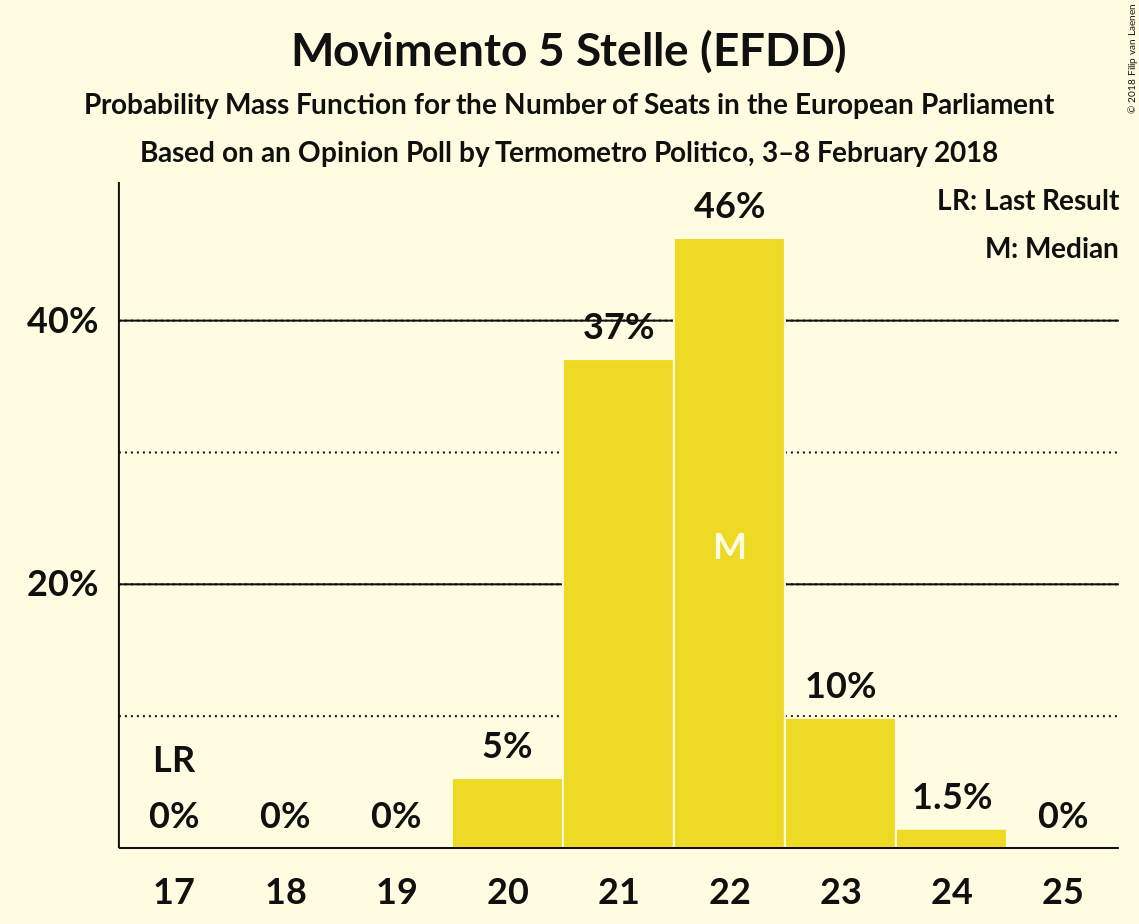 Movimento 5 Stelle (EFDD)
Probability Mass Function for the Number of Seats in the European Parliament
Based on an Opinion Poll by Termometro Politico, 3–8 February 2018
© 2018 Filip van Laenen
LR: Last Result
M: Median
46%
40%
37%
M
20%
10%
5%
LR
1.5%
0% 0% 0% 0%
17 18 19 20 21 22 23 24 25